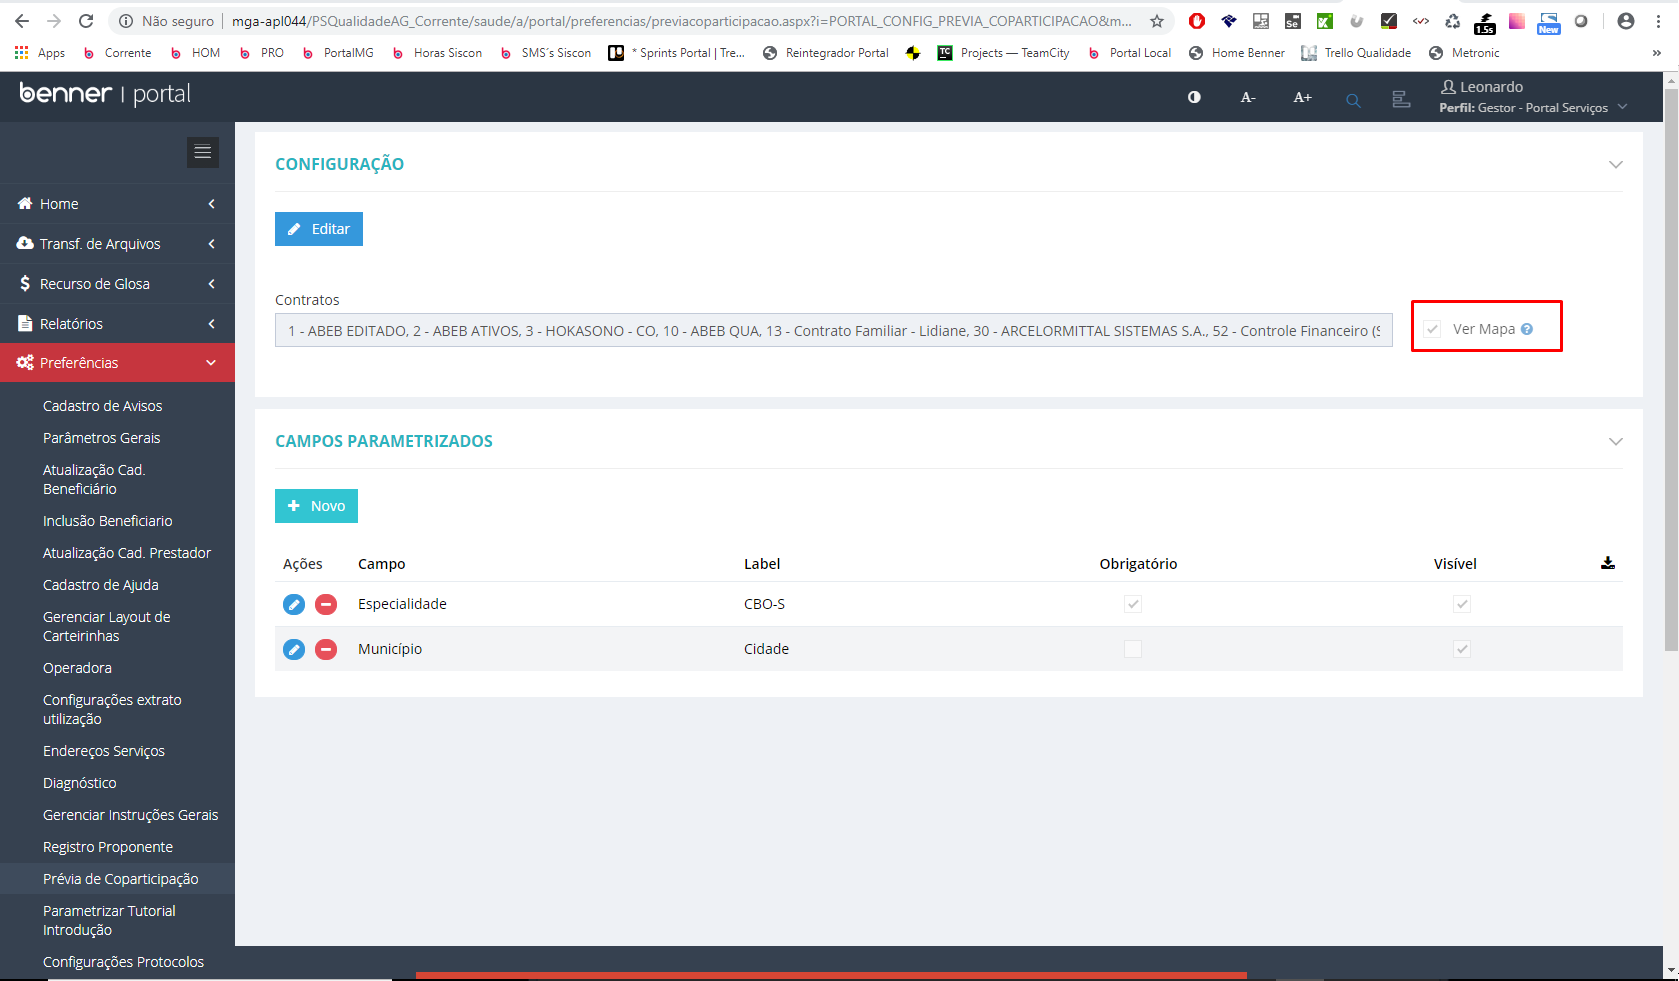 Não seguro | mga-apl044/PSQualidadeAG_Corrente/saude/a/portal/preferencias/previacoparticipacao.aspx?i=PORTAL_CONFIG_PREVIA_COPARTICIPACAO&m...
Se
1.5s
New
Apps
Corrente
HOM
PRO
PortalMG
Horas Siscon
SMS´s Siscon
* Sprints Portal | Tre...
Reintegrador Portal
TC
Projects — TeamCity
Portal Local
Home Benner
Trello Qualidade
Metronic
»
benner | portal
A-
A+
Leonardo
Perfil: Gestor - Portal Serviços
Home
Transf. de Arquivos
Recurso de Glosa
Relatórios
Preferências
Cadastro de Avisos
Parâmetros Gerais
Atualização Cad.
Beneficiário
Inclusão Beneficiario
Atualização Cad. Prestador
Cadastro de Ajuda
Gerenciar Layout de
Carteirinhas
Operadora
Configurações extrato
utilização
Endereços Serviços
Diagnóstico
Gerenciar Instruções Gerais
Registro Proponente
Prévia de Coparticipação
Parametrizar Tutorial
Introdução
Configurações Protocolos
CONFIGURAÇÃO
Editar
Contratos
1 - ABEB EDITADO, 2 - ABEB ATIVOS, 3 - HOKASONO - CO, 10 - ABEB QUA, 13 - Contrato Familiar - Lidiane, 30 - ARCELORMITTAL SISTEMAS S.A., 52 - Controle Financeiro (S
Ver Mapa ?
CAMPOS PARAMETRIZADOS
+ Novo
Ações Campo Label Obrigatório Visível
Especialidade CBO-S
Município Cidade